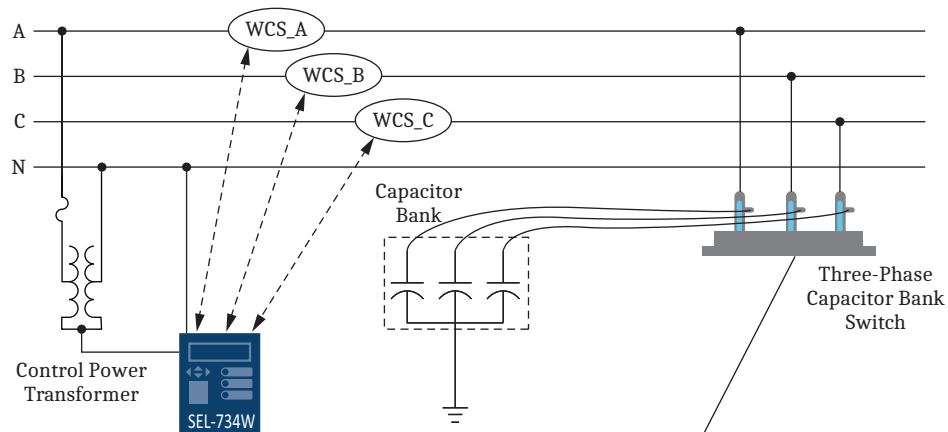 A
WCS_A
B
WCS_B
C
WCS_C
N
Capacitor
Bank
Three-Phase
Capacitor Bank
Switch
Control Power
Transformer
SEL-734W